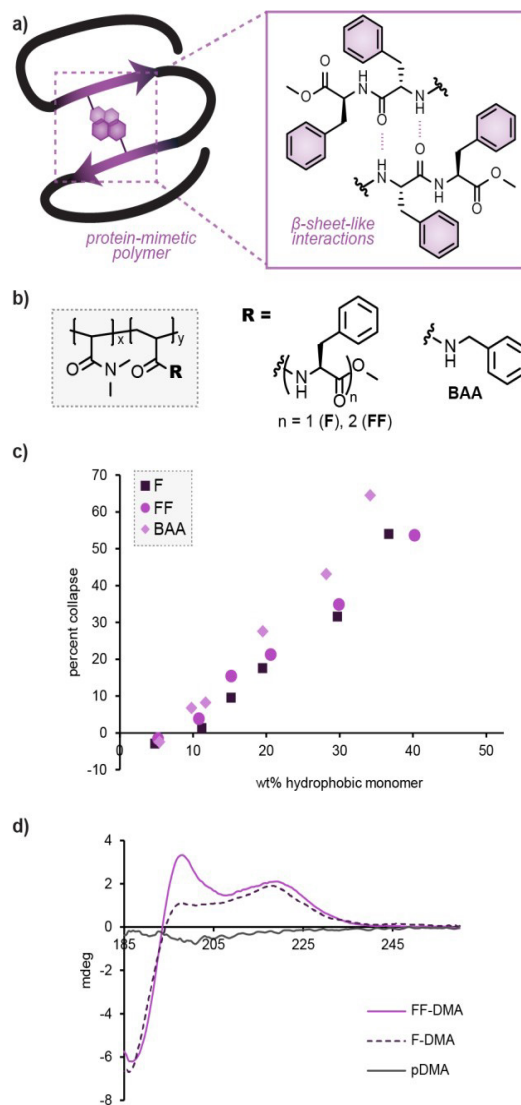 a)
protein-mimetic
polymer
β-sheet-like
interactions
O
O
H
N
O
N
H
H
N
O
N
H
O
O
b)
x
y
O
N
O
R
R =
N
H
O
O
n
n = 1 (F), 2 (FF)
N
H
BAA
c)
F
FF
BAA
percent collapse
70
60
50
40
30
20
10
0
-10
0
10
20
30
40
50
wt% hydrophobic monomer
d)
mdeg
4
2
0
-2
-4
-6
-8
185
205
225
245
FF-DMA
F-DMA
pDMA